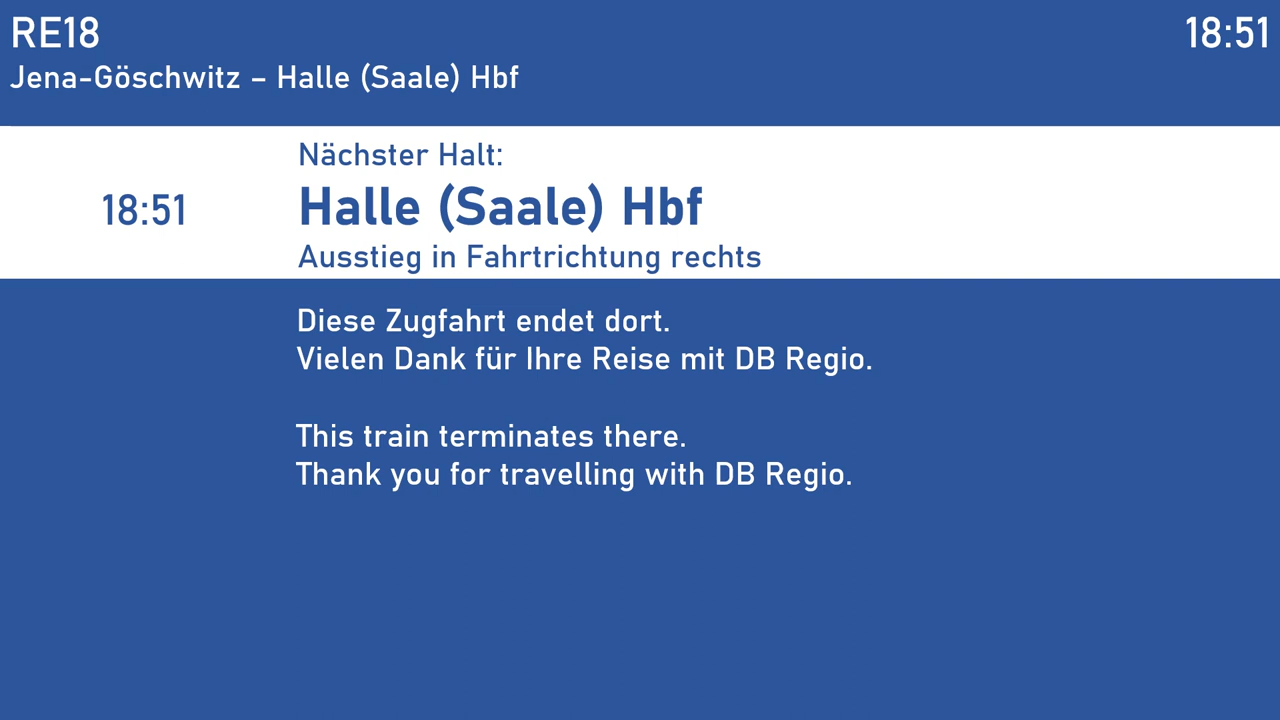 RE18
18:51
Jena-Göschwitz – Halle (Saale) Hbf
Nächster Halt:
18:51
Halle (Saale) Hbf
Ausstieg in Fahrtrichtung rechts
Diese Zugfahrt endet dort.
Vielen Dank für Ihre Reise mit DB Regio.
This train terminates there.
Thank you for travelling with DB Regio.